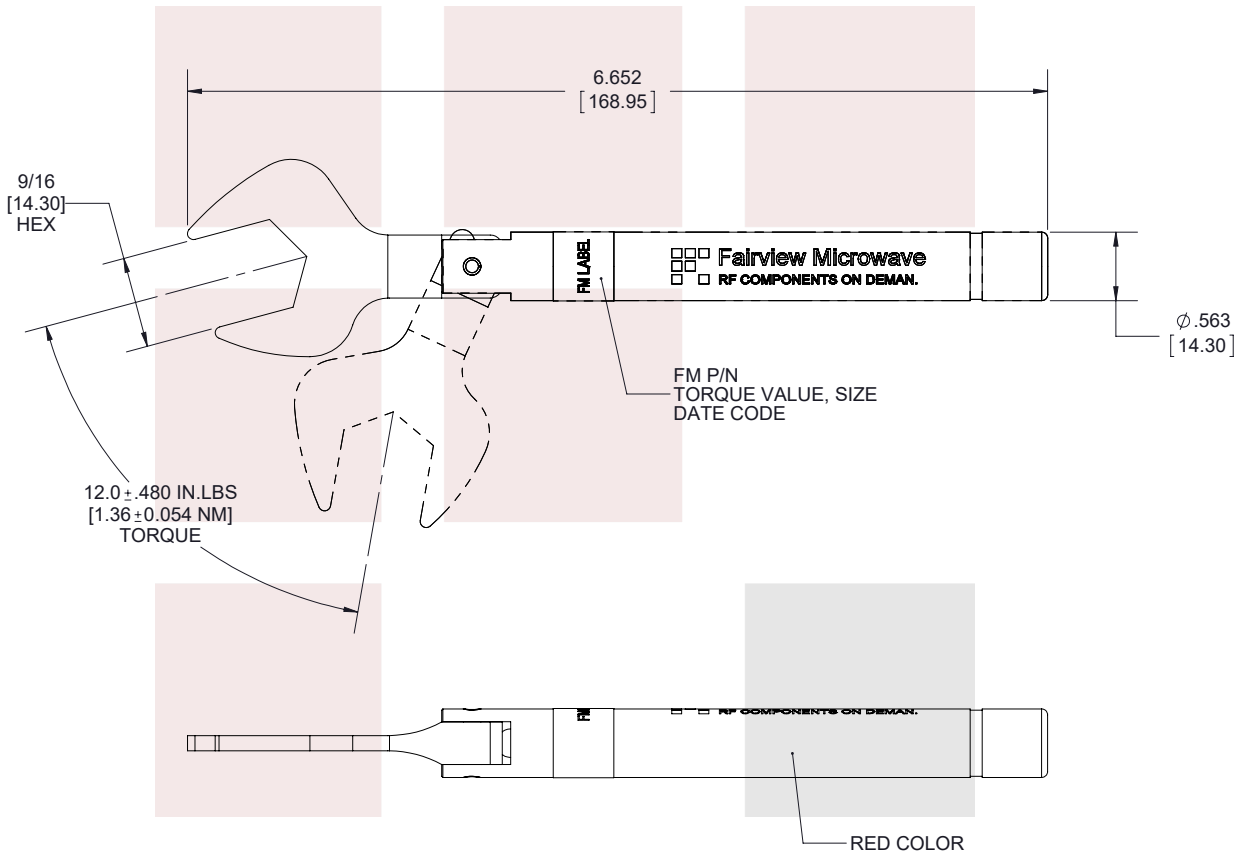 6.652
[168.95]
9/16
[14.30]
HEX
FM LABEL
Fairview Microwave
RF COMPONENTS ON DEMAN.
Ø.563
[14.30]
FM P/N
TORQUE VALUE, SIZE
DATE CODE
12.0±.480 IN.LBS
[1.36±0.054 NM]
TORQUE
FM
RF COMPONENTS ON DEMAN.
RED COLOR